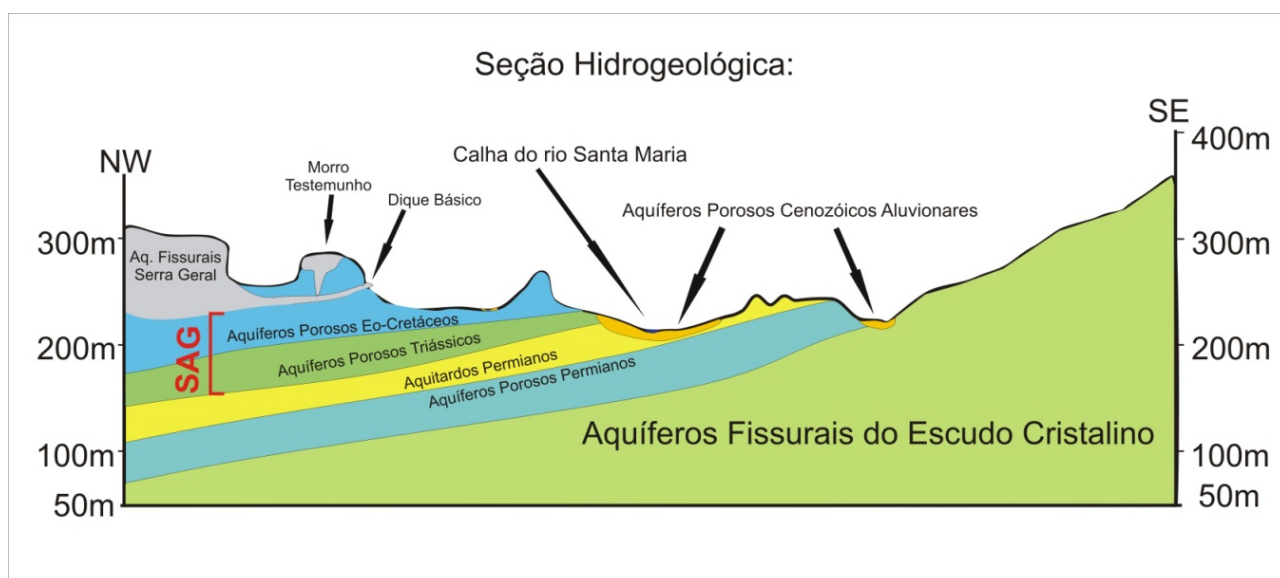 Seção Hidrogeológica:
NW
SE
400m
Calha do rio Santa Maria
Morro
Testemunho
Dique Básico
Aquíferos Porosos Cenozóicos Aluvionares
300m
300m
Aq. Fissurais
Serra Geral
SAG
Aquíferos Porosos Eo-Cretáceos
200m
200m
Aquíferos Porosos Triássicos
Aquitardos Permianos
Aquíferos Porosos Permianos
Aquíferos Fissurais do Escudo Cristalino
100m
100m
50m
50m